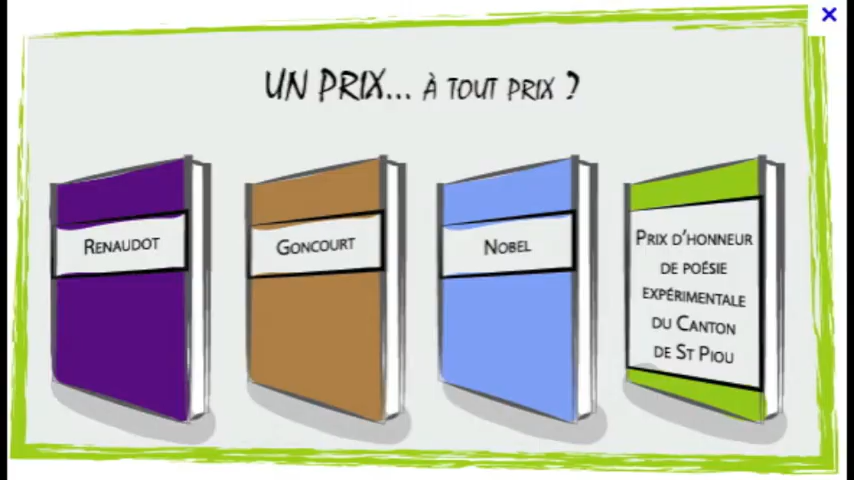 UN PRIX... À TOUT PRIX ?
RENAUDOT
GONCOURT
NOBEL
PRIX D'HONNEUR
DE POÉSIE
EXPÉRIMENTALE
DU CANTON
DE ST PIOU